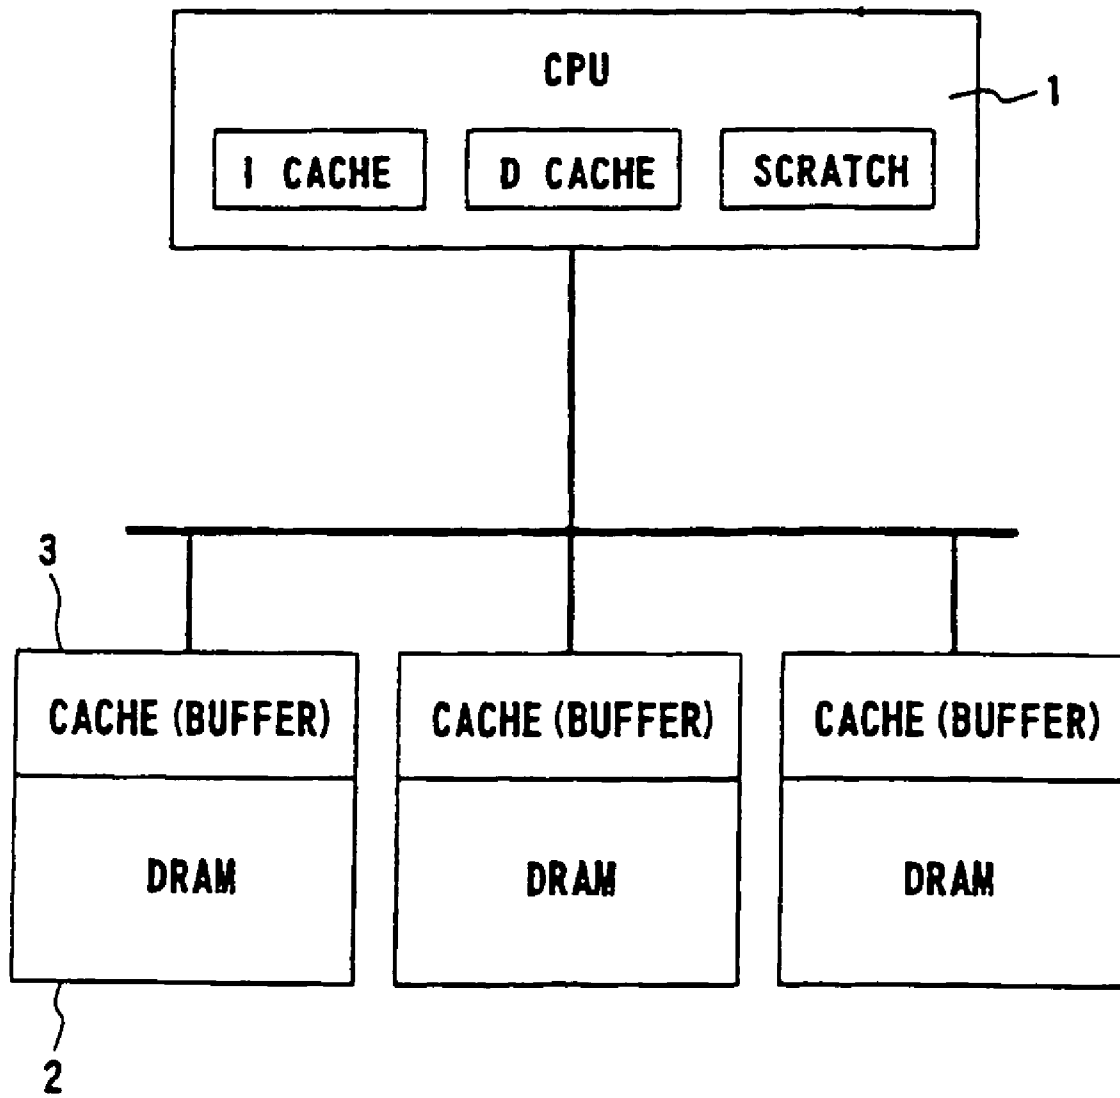 CPU
1
I CACHE
D CACHE
SCRATCH
3
CACHE (BUFFER)
CACHE (BUFFER)
CACHE (BUFFER)
DRAM
DRAM
DRAM
2